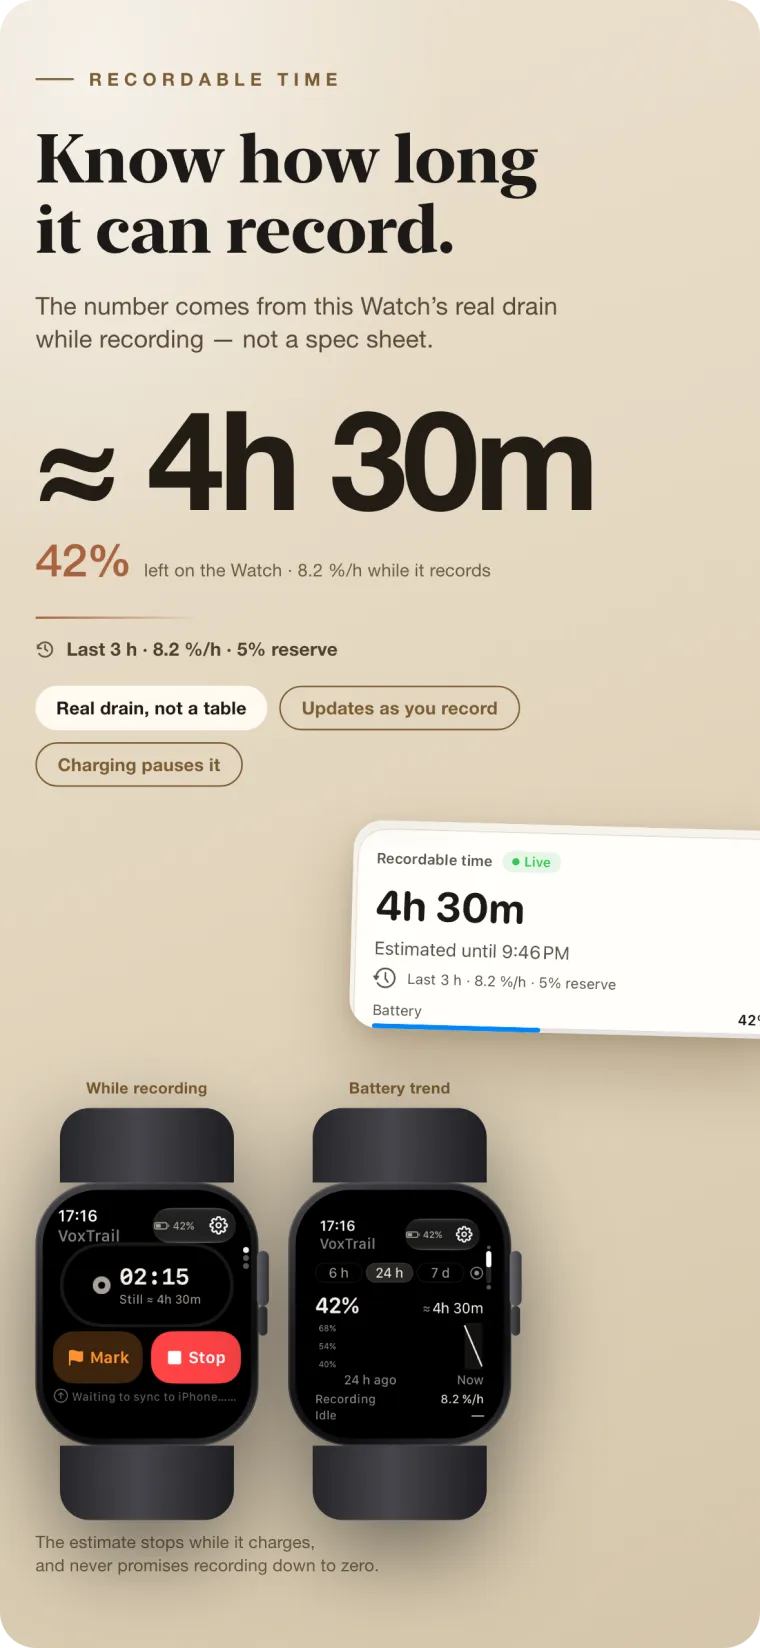 RECORDABLE TIME
Know how long
it can record.
The number comes from this Watch's real drain
while recording — not a spec sheet.
≈ 4h 30m
42% left on the Watch · 8.2 %/h while it records
Last 3 h · 8.2 %/h · 5% reserve
Real drain, not a table
Updates as you record
Charging pauses it
Recordable time
Live
4h 30m
Estimated until 9:46 PM
Last 3 h · 8.2 %/h · 5% reserve
Battery
While recording
17:16
42%
VoxTrail
02:15
Still ≈ 4h 30m
Mark
Stop
Waiting to sync to iPhone......
Battery trend
17:16
42%
VoxTrail
6 h
24 h
7 d
42%
≈4h 30m
68%
54%
40%
24 h ago
Now
Recording 8.2 %/h
Idle —
The estimate stops while it charges,
and never promises recording down to zero.